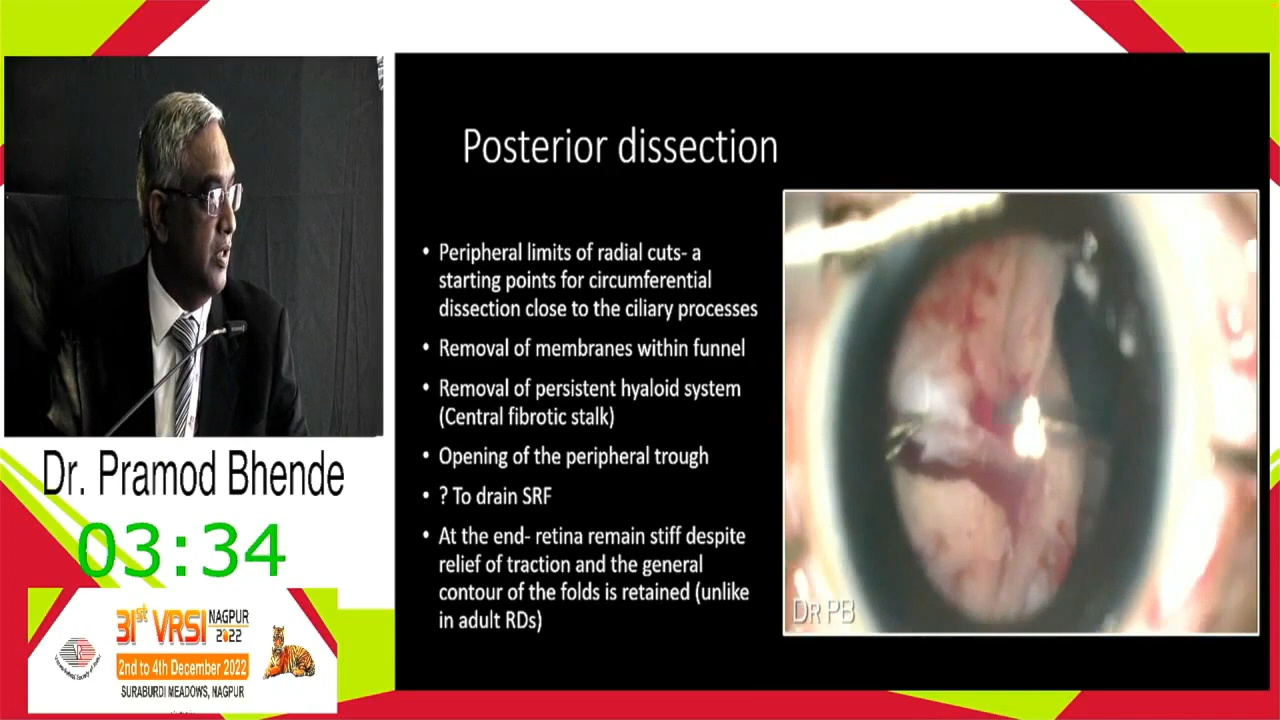 Posterior dissection
• Peripheral limits of radial cuts- a
starting points for circumferential
dissection close to the ciliary processes
• Removal of membranes within funnel
• Removal of persistent hyaloid system
(Central fibrotic stalk)
• Opening of the peripheral trough
• ? To drain SRF
• At the end- retina remain stiff despite
relief of traction and the general
contour of the folds is retained (unlike
in adult RDs)
DR PB
Dr. Pramod Bhende
03:34
31st VRSI NAGPUR
2022
2nd to 4th December 2022
SURABURDI MEADOWS, NAGPUR